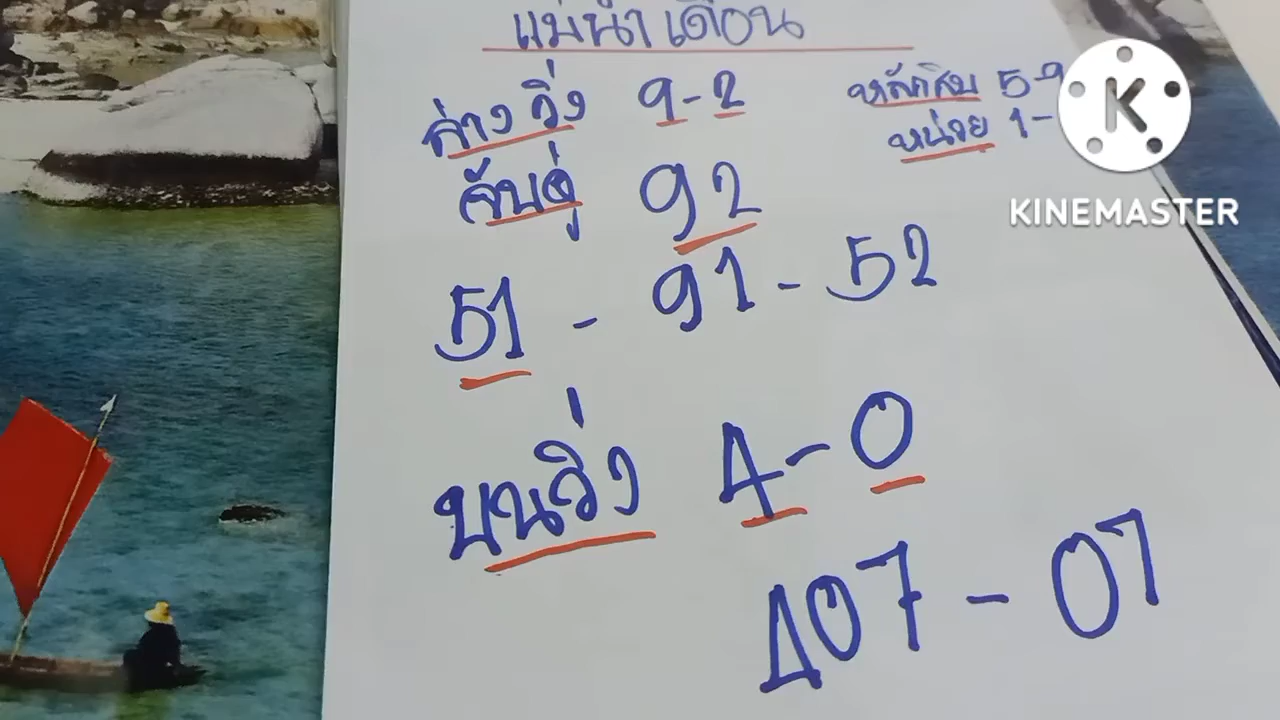 แม่น้ำเดือน
ล่างวิ่ง 9-2
หลักสิบ 5-9
หน่วย 1-
จับคู่ 92
51 - 91 - 52
บนวิ่ง 4-0
407 - 07
K
KINEMASTER